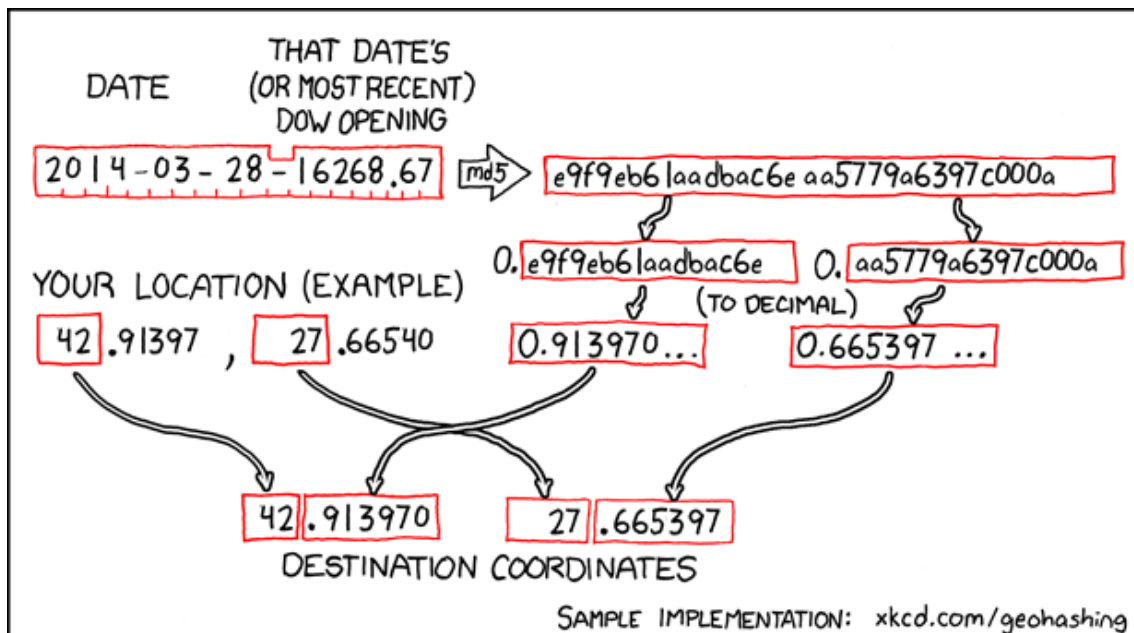 DATE
THAT DATE'S
(OR MOST RECENT)
DOW OPENING
2014-03-28-16268.67
md5
e9f9eb61aadbac6eaa5779a6397c000a
0.e9f9eb61aadbac6e
0.aa5779a6397c000a
(TO DECIMAL)
YOUR LOCATION (EXAMPLE)
42.91397, 27.66540
0.913970...
0.665397...
42.913970
27.665397
DESTINATION COORDINATES
SAMPLE IMPLEMENTATION: xkcd.com/geohashing